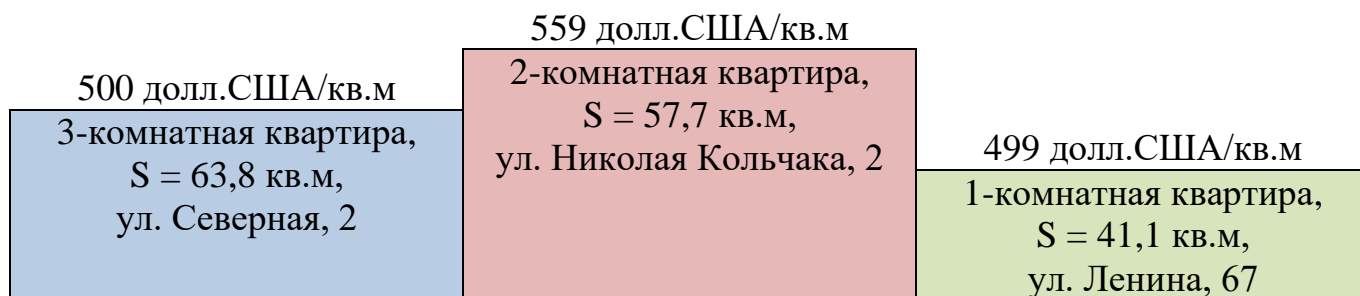 559 долл.США/кв.м
2-комнатная квартира,
S = 57,7 кв.м,
ул. Николая Кольчака, 2
500 долл.США/кв.м
3-комнатная квартира,
S = 63,8 кв.м,
ул. Северная, 2
499 долл.США/кв.м
1-комнатная квартира,
S = 41,1 кв.м,
ул. Ленина, 67